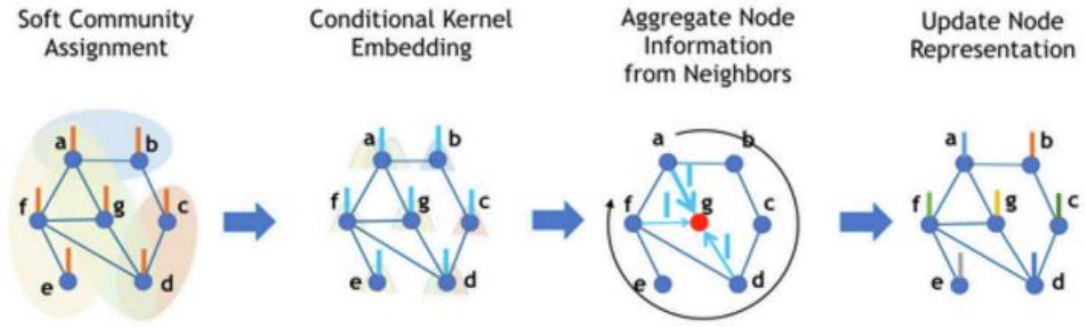 Soft Community
Assignment
Conditional Kernel
Embedding
Aggregate Node
Information
from Neighbors
Update Node
Representation
a
b
f
g
c
e
d
a
b
f
g
c
e
d
a
b
f
g
c
e
d
a
b
f
g
c
e
d